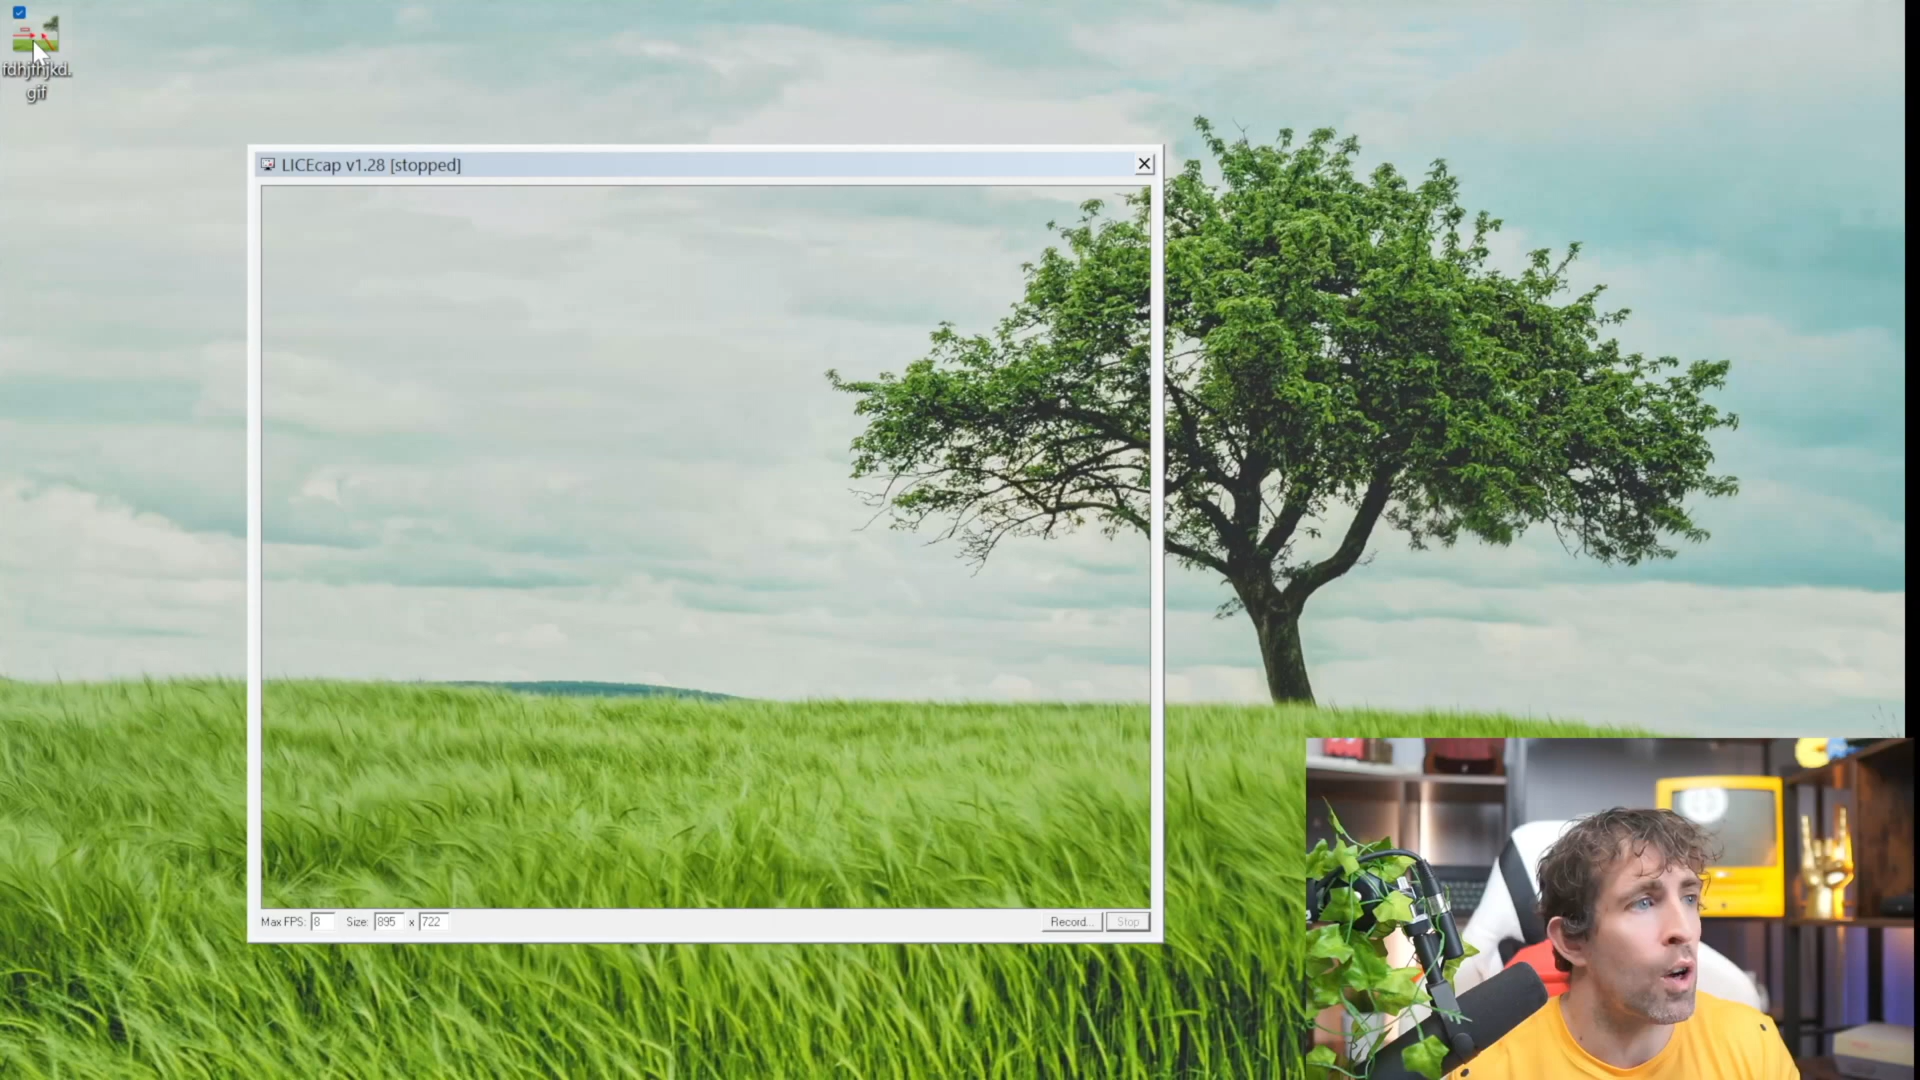 fdhjfhjkd.
gif
LICEcap v1.28 [stopped]
Max FPS: 8 Size: 895 x 722 Record... Stop